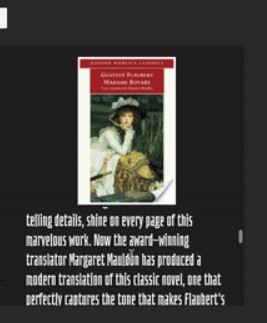 OXFORD WORLD'S CLASSICS
GUSTAVE FLAUBERT
MADAME BOVARY
telling details, shine on every page of this
marvelous work. Now the award-winning
translator Margaret Mauldon has produced a
modern translation of this classic novel, one that
perfectly captures the tone that makes Flaubert's